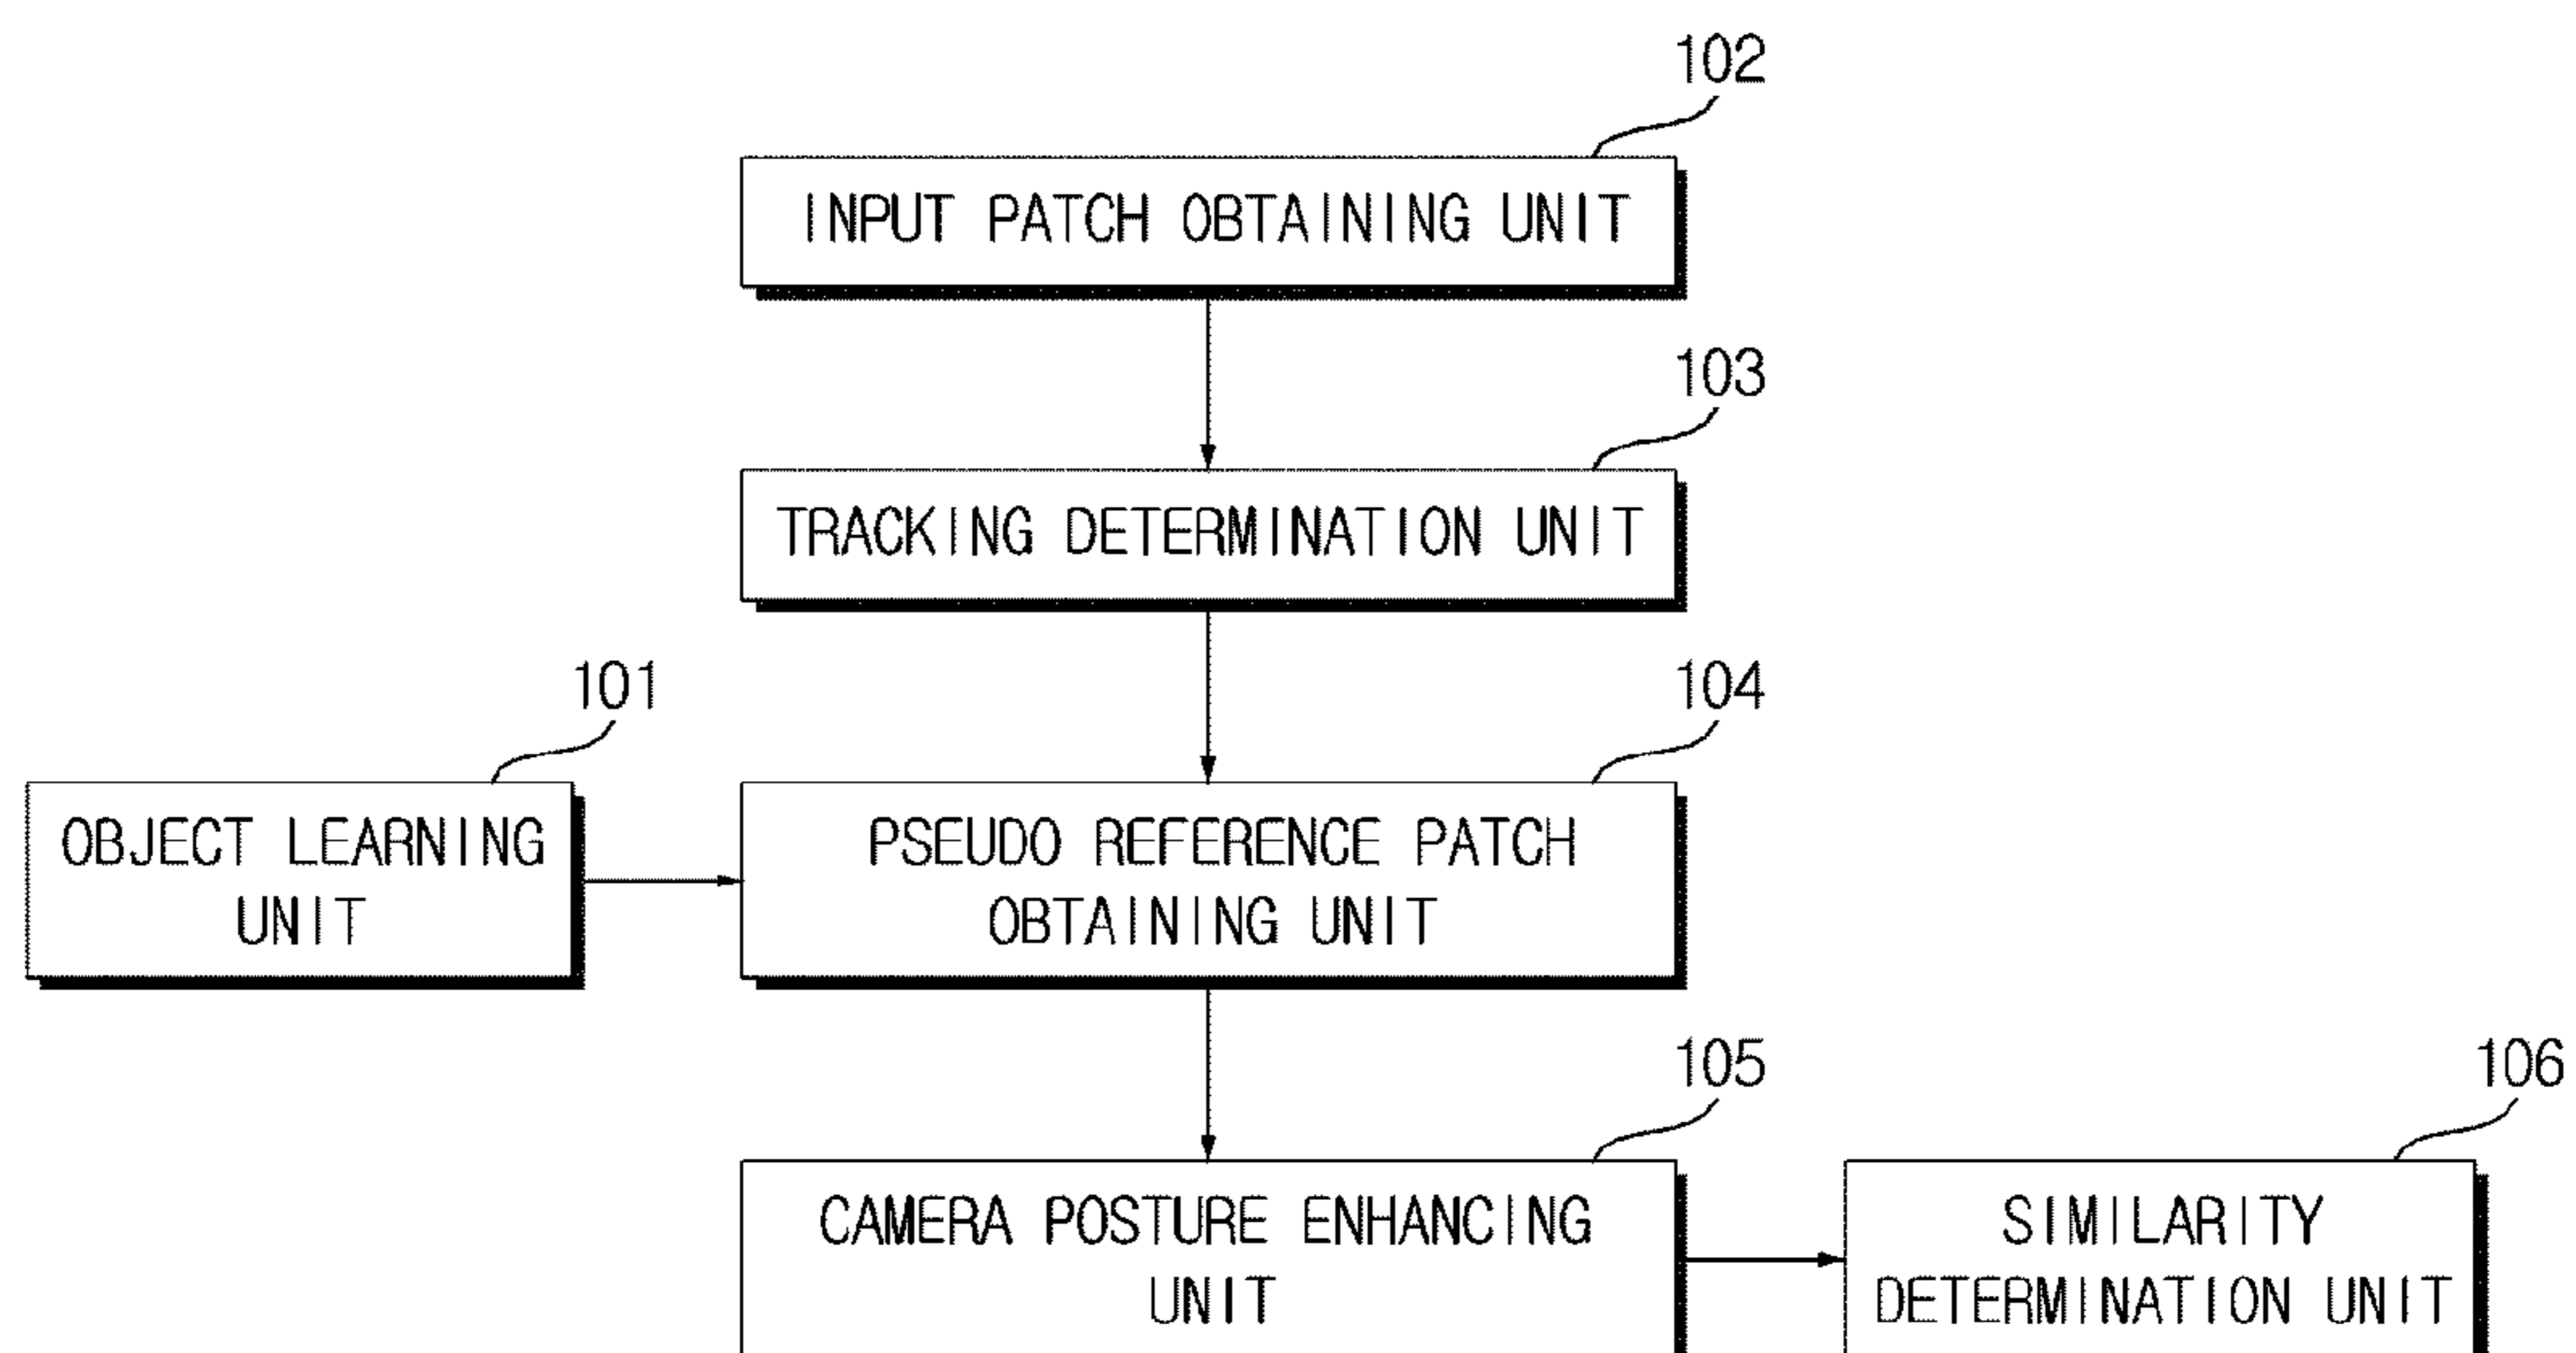 102
INPUT PATCH OBTAINING UNIT
103
TRACKING DETERMINATION UNIT
101
104
OBJECT LEARNING
UNIT
PSEUDO REFERENCE PATCH
OBTAINING UNIT
105
106
CAMERA POSTURE ENHANCING
UNIT
SIMILARITY
DETERMINATION UNIT